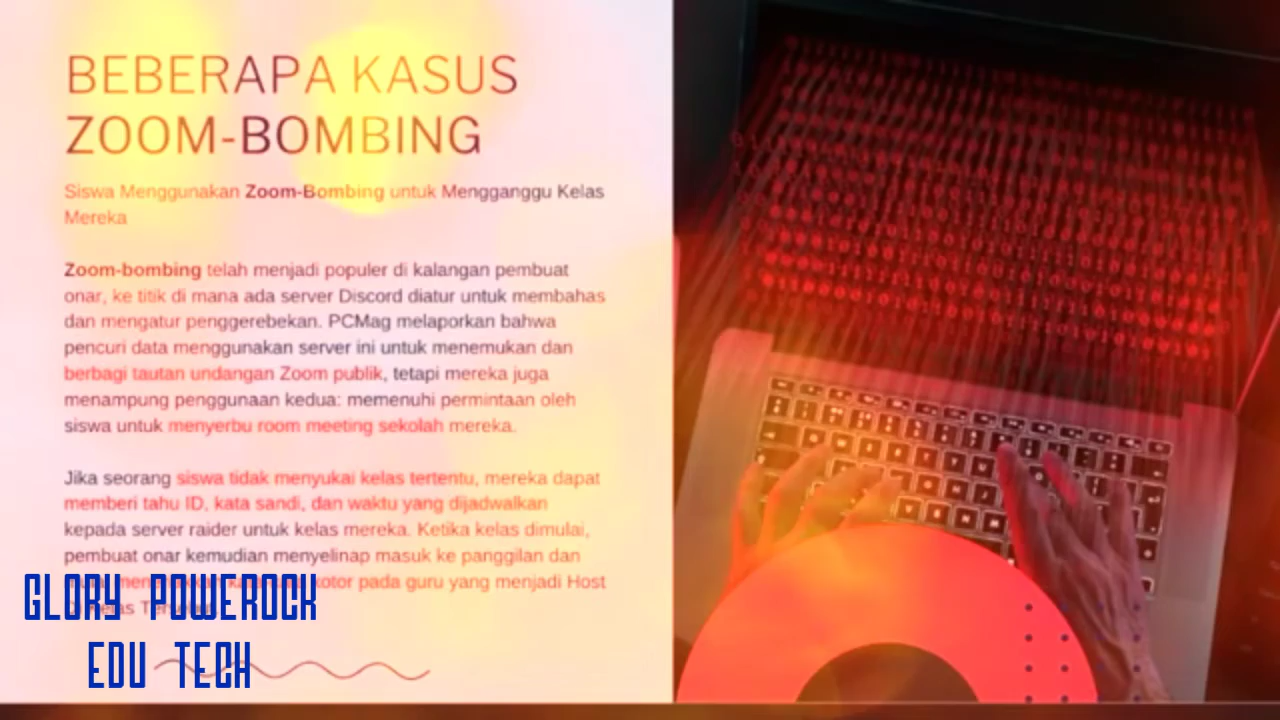 BEBERAPA KASUS
ZOOM-BOMBING
Siswa Menggunakan Zoom-Bombing untuk Mengganggu Kelas
Mereka
Zoom-bombing telah menjadi populer di kalangan pembuat
onar, ke titik di mana ada server Discord diatur untuk membahas
dan mengatur penggerebekan. PCMag melaporkan bahwa
pencuri data menggunakan server ini untuk menemukan dan
berbagi tautan undangan Zoom publik, tetapi mereka juga
menampung penggunaan kedua: memenuhi permintaan oleh
siswa untuk menyerbu room meeting sekolah mereka.
Jika seorang siswa tidak menyukai kelas tertentu, mereka dapat
memberi tahu ID, kata sandi, dan waktu yang dijadwalkan
kepada server raider untuk kelas mereka. Ketika kelas dimulai,
pembuat onar kemudian menyelinap masuk ke panggilan dan
kotor pada guru yang menjadi Host
GLORY POWEROCK
EDU TECH